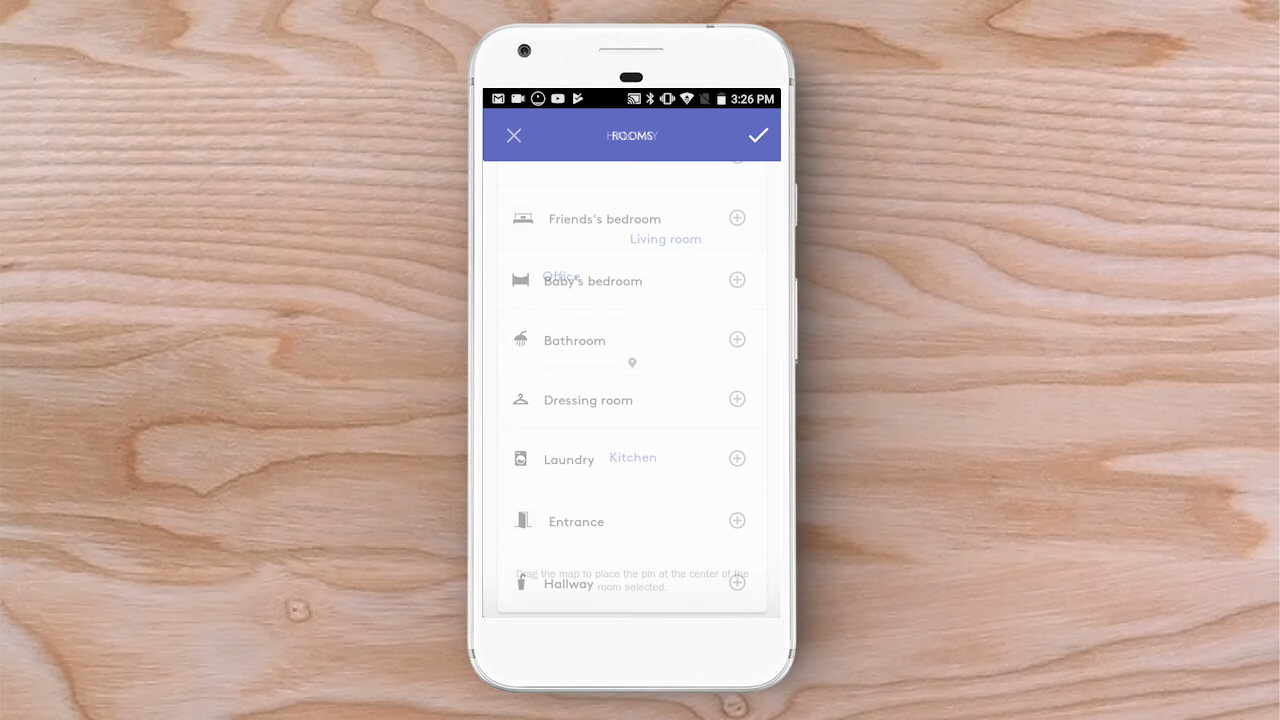 3:26 PM
ROOMS
HALLWAY
Friends's bedroom
Living room
Office
Baby's bedroom
Bathroom
Dressing room
Laundry
Kitchen
Entrance
Drag the map to place the pin at the center of the
room selected.
Hallway